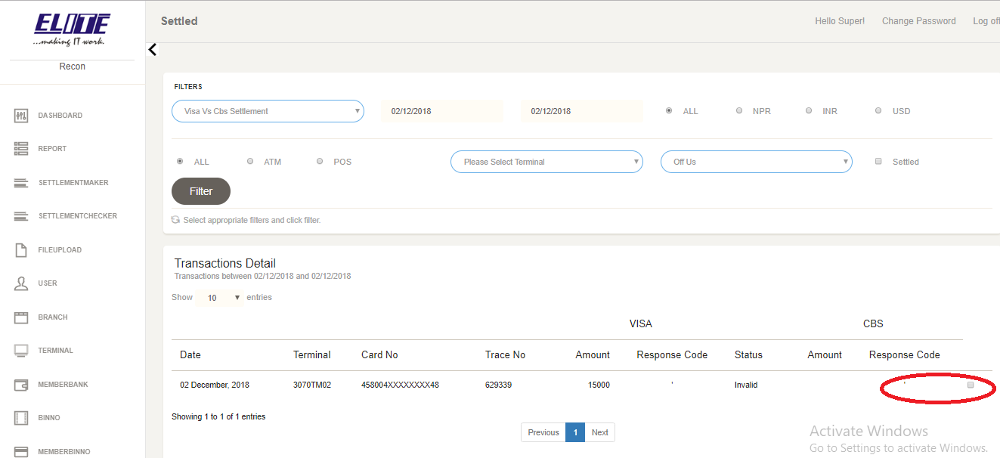 ELITE
...making IT work.
Recon
DASHBOARD
REPORT
SETTLEMENTMAKER
SETTLEMENTCHECKER
FILEUPLOAD
USER
BRANCH
TERMINAL
MEMBERBANK
BINNO
MEMBERBINNO
Settled
Hello Super! Change Password Log off
FILTERS
Visa Vs Cbs Settlement 02/12/2018 02/12/2018 ALL NPR INR USD
ALL ATM POS Please Select Terminal Off Us Settled
Filter
Select appropriate filters and click filter.
Transactions Detail
Transactions between 02/12/2018 and 02/12/2018
Show 10 entries
VISA CBS
Date Terminal Card No Trace No Amount Response Code Status Amount Response Code
02 December, 2018 3070TM02 458004XXXXXXXX48 629339 15000 ' Invalid '
Showing 1 to 1 of 1 entries
Previous 1 Next
Activate Windows
Go to Settings to activate Windows.